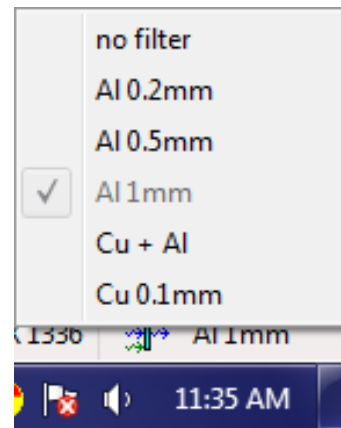 no filter
Al 0.2mm
Al 0.5mm
Al 1mm
Cu + Al
Cu 0.1mm
1336 Al 1mm
11:35 AM